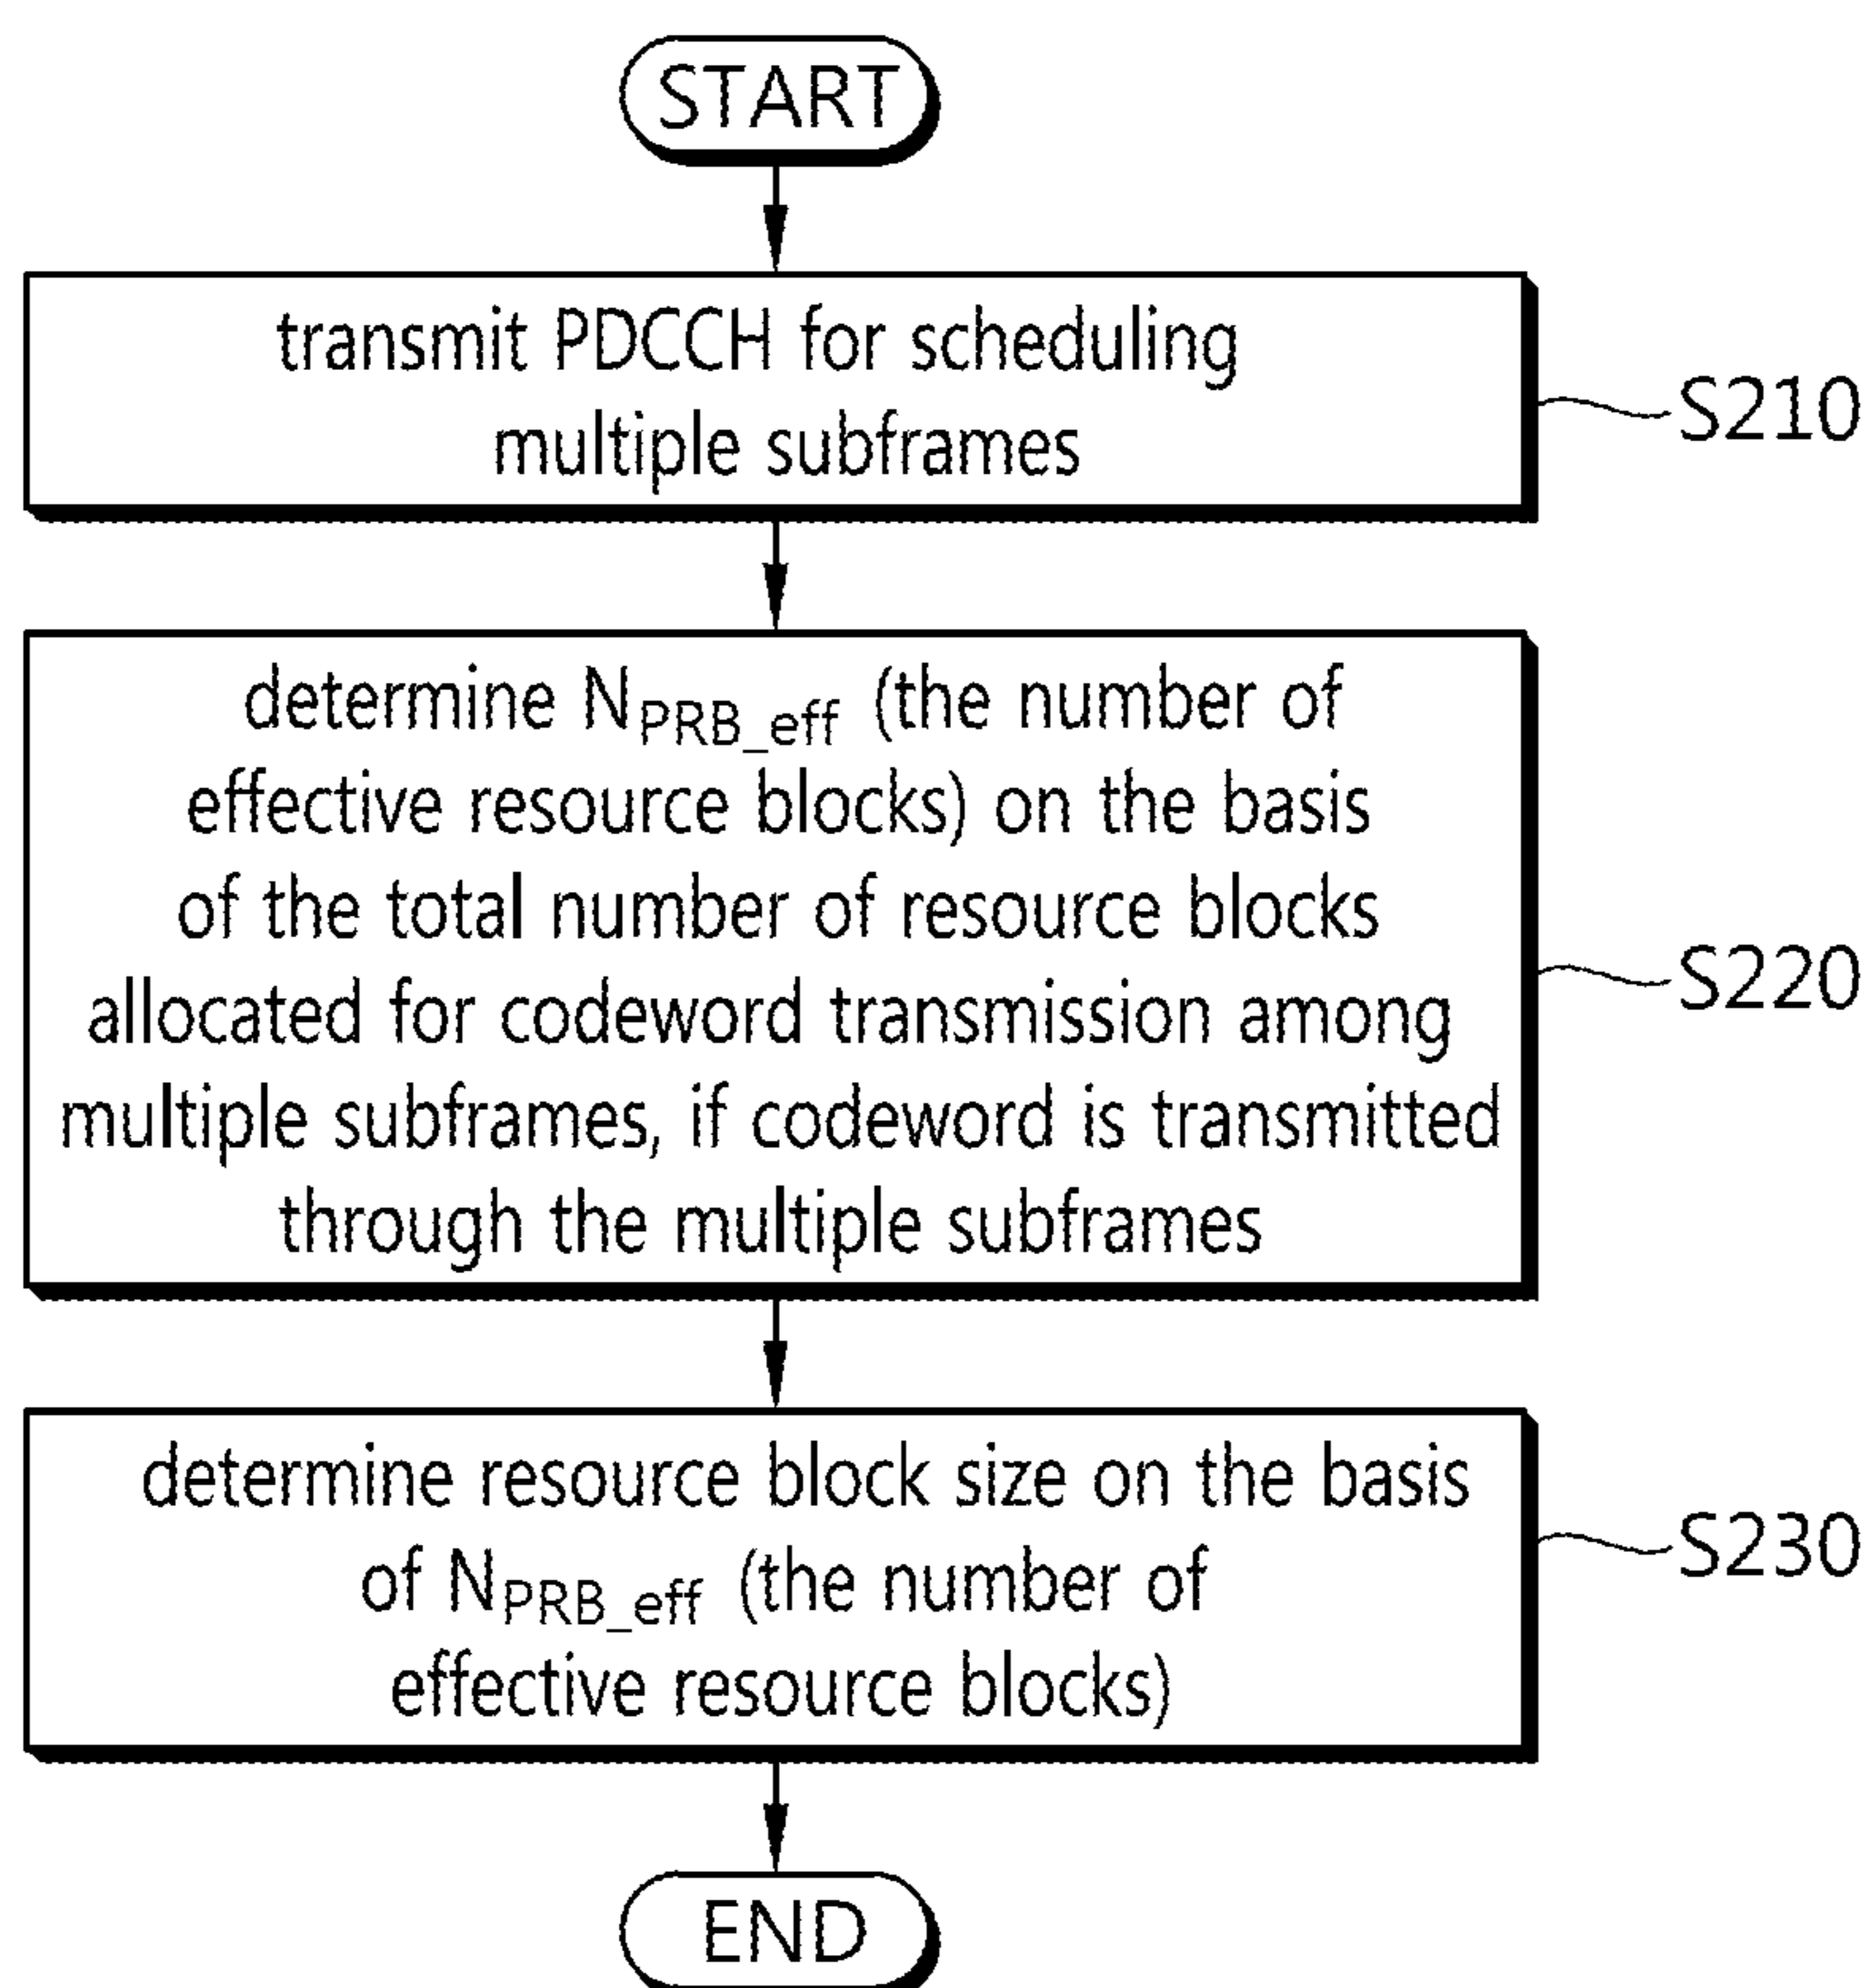 START
transmit PDCCH for scheduling
multiple subframes
S210
determine NPRB_eff (the number of
effective resource blocks) on the basis
of the total number of resource blocks
allocated for codeword transmission among
multiple subframes, if codeword is transmitted
through the multiple subframes
S220
determine resource block size on the basis
of NPRB_eff (the number of
effective resource blocks)
S230
END